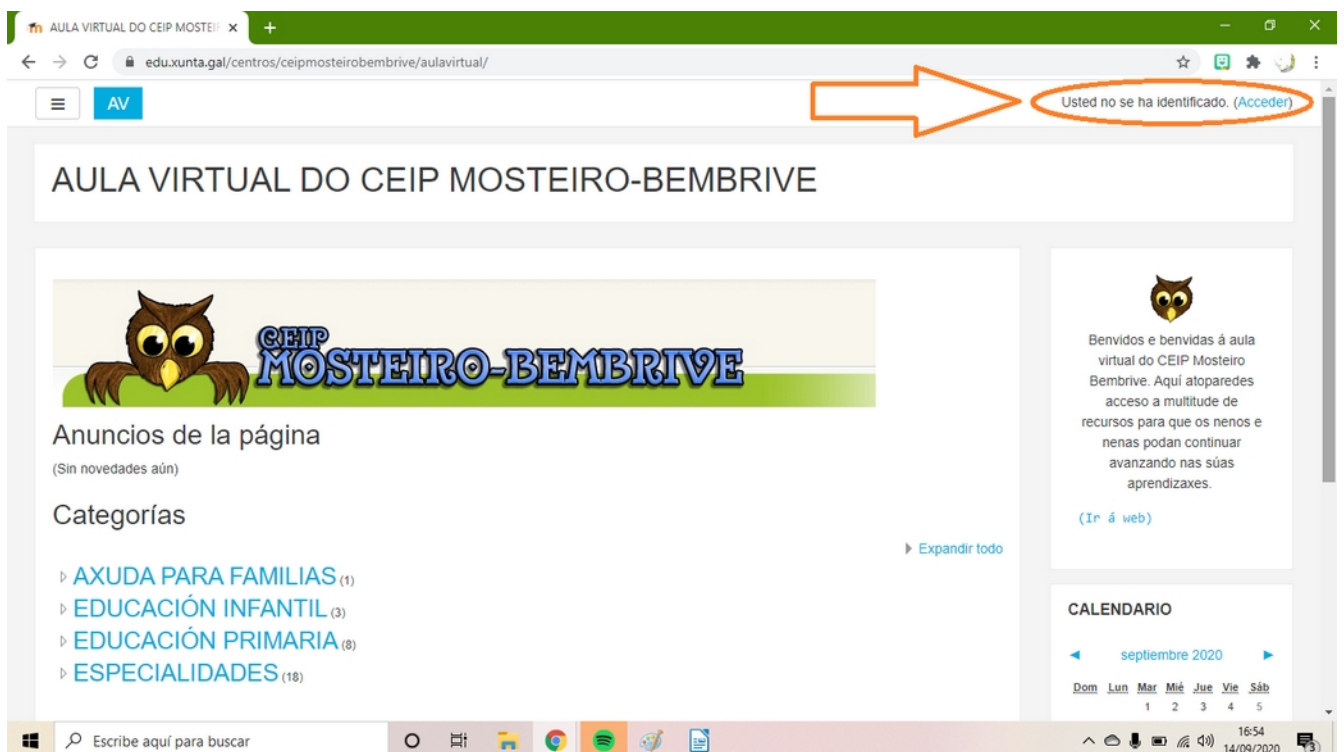 AULA VIRTUAL DO CEIP MOSTEI
edu.xunta.gal/centros/ceipmosteirobembrive/aulavirtual/
AV
Usted no se ha identificado. (Acceder)
AULA VIRTUAL DO CEIP MOSTEIRO-BEMBRIVE
CEIP
MOSTEIRO-BEMBRIVE
Anuncios de la página
(Sin novedades aún)
Categorías
Expandir todo
AXUDA PARA FAMILIAS (1)
EDUCACIÓN INFANTIL (3)
EDUCACIÓN PRIMARIA (8)
ESPECIALIDADES (18)
Benvidos e benvidas á aula
virtual do CEIP Mosteiro
Bembrive. Aquí atoparedes
acceso a multitude de
recursos para que os nenos e
nenas podan continuar
avanzando nas súas
aprendizaxes.
(Ir á web)
CALENDARIO
septiembre 2020
Dom Lun Mar Mié Jue Vie Sáb
1 2 3 4 5
Escribe aquí para buscar
16:54
14/09/2020
3